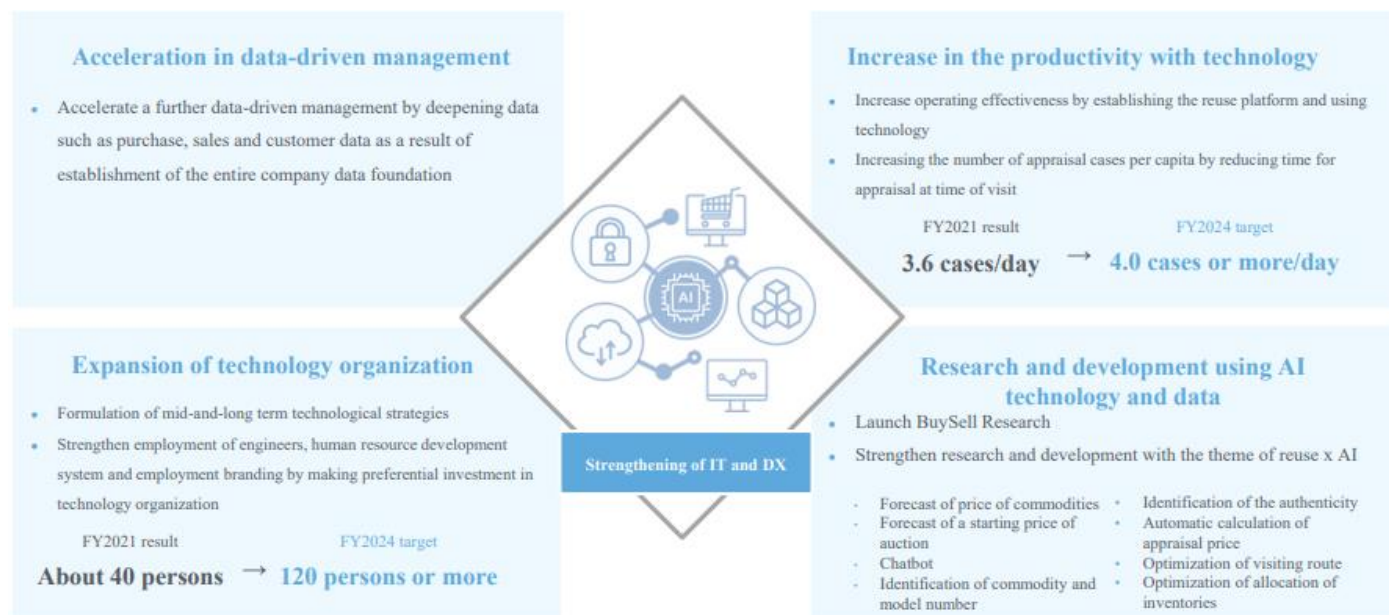 Acceleration in data-driven management
• Accelerate a further data-driven management by deepening data
such as purchase, sales and customer data as a result of
establishment of the entire company data foundation
Increase in the productivity with technology
• Increase operating effectiveness by establishing the reuse platform and using
technology
• Increasing the number of appraisal cases per capita by reducing time for
appraisal at time of visit
FY2021 result
FY2024 target
3.6 cases/day → 4.0 cases or more/day
AI
Strengthening of IT and DX
Expansion of technology organization
• Formulation of mid-and-long term technological strategies
• Strengthen employment of engineers, human resource development
system and employment branding by making preferential investment in
technology organization
FY2021 result
FY2024 target
About 40 persons → 120 persons or more
Research and development using AI
technology and data
• Launch BuySell Research
• Strengthen research and development with the theme of reuse x AI
• Forecast of price of commodities
• Forecast of a starting price of
auction
• Chatbot
• Identification of commodity and
model number
• Identification of the authenticity
• Automatic calculation of
appraisal price
• Optimization of visiting route
• Optimization of allocation of
inventories